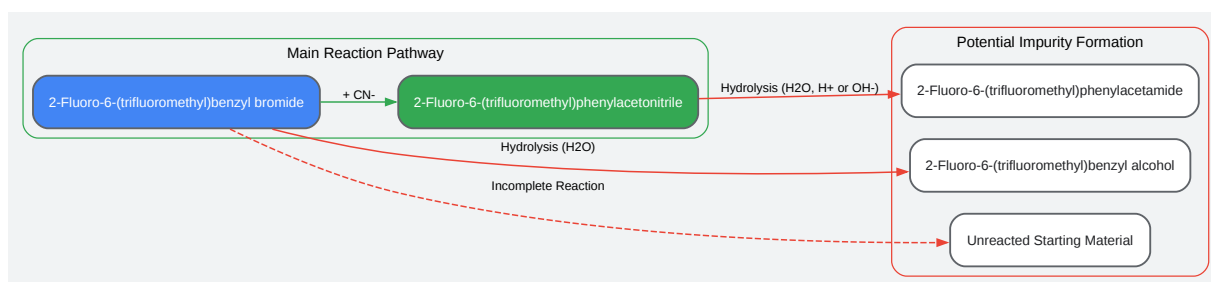 Main Reaction Pathway
2-Fluoro-6-(trifluoromethyl)benzyl bromide
+ CN-
2-Fluoro-6-(trifluoromethyl)phenylacetonitrile
Hydrolysis (H2O, H+ or OH-)
Hydrolysis (H2O)
Incomplete Reaction
Potential Impurity Formation
2-Fluoro-6-(trifluoromethyl)phenylacetamide
2-Fluoro-6-(trifluoromethyl)benzyl alcohol
Unreacted Starting Material